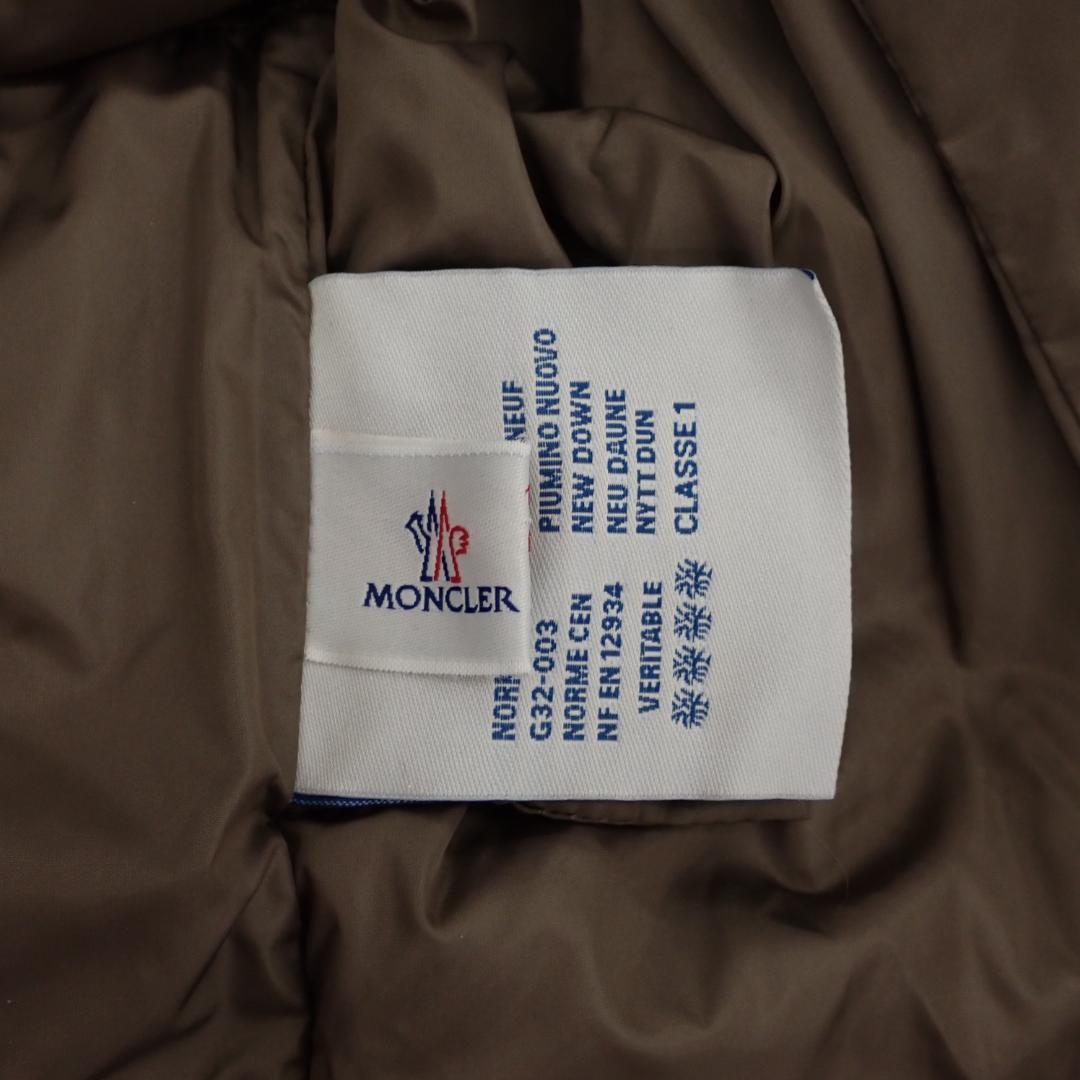 MONCLER
NEUF
PIUMINO NUOVO
NEW DOWN
NEU DAUNE
NYTT DUN
CLASSE 1
G32-003
NORME CEN
NF EN 12934
VERITABLE